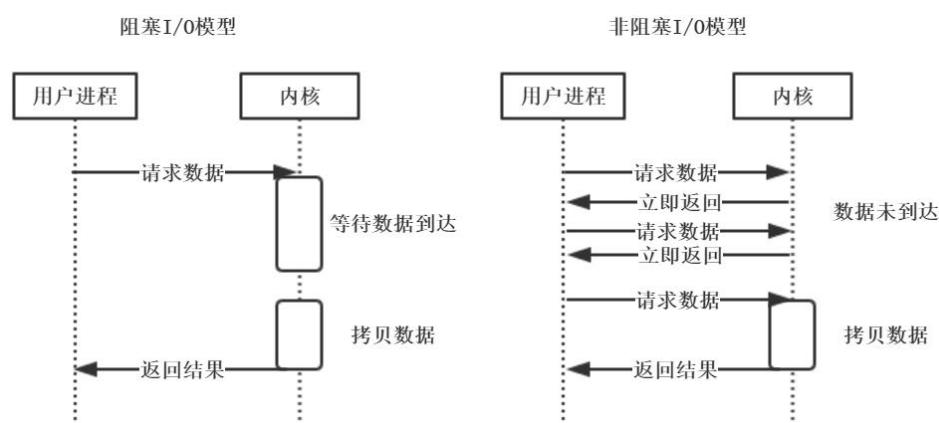 阻塞I/O模型
用户进程
内核
请求数据
等待数据到达
拷贝数据
返回结果
非阻塞I/O模型
用户进程
内核
请求数据
立即返回
数据未到达
请求数据
立即返回
请求数据
拷贝数据
返回结果